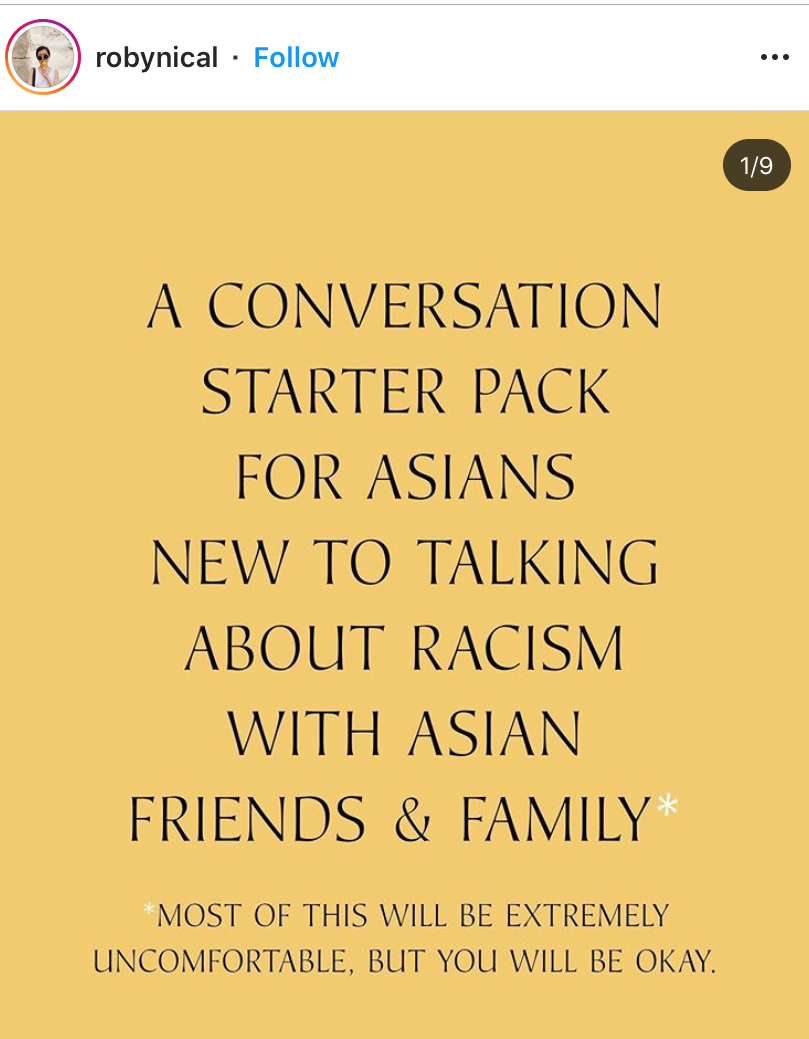 robynical · Follow
1/9
A CONVERSATION
STARTER PACK
FOR ASIANS
NEW TO TALKING
ABOUT RACISM
WITH ASIAN
FRIENDS & FAMILY*
*MOST OF THIS WILL BE EXTREMELY
UNCOMFORTABLE, BUT YOU WILL BE OKAY.